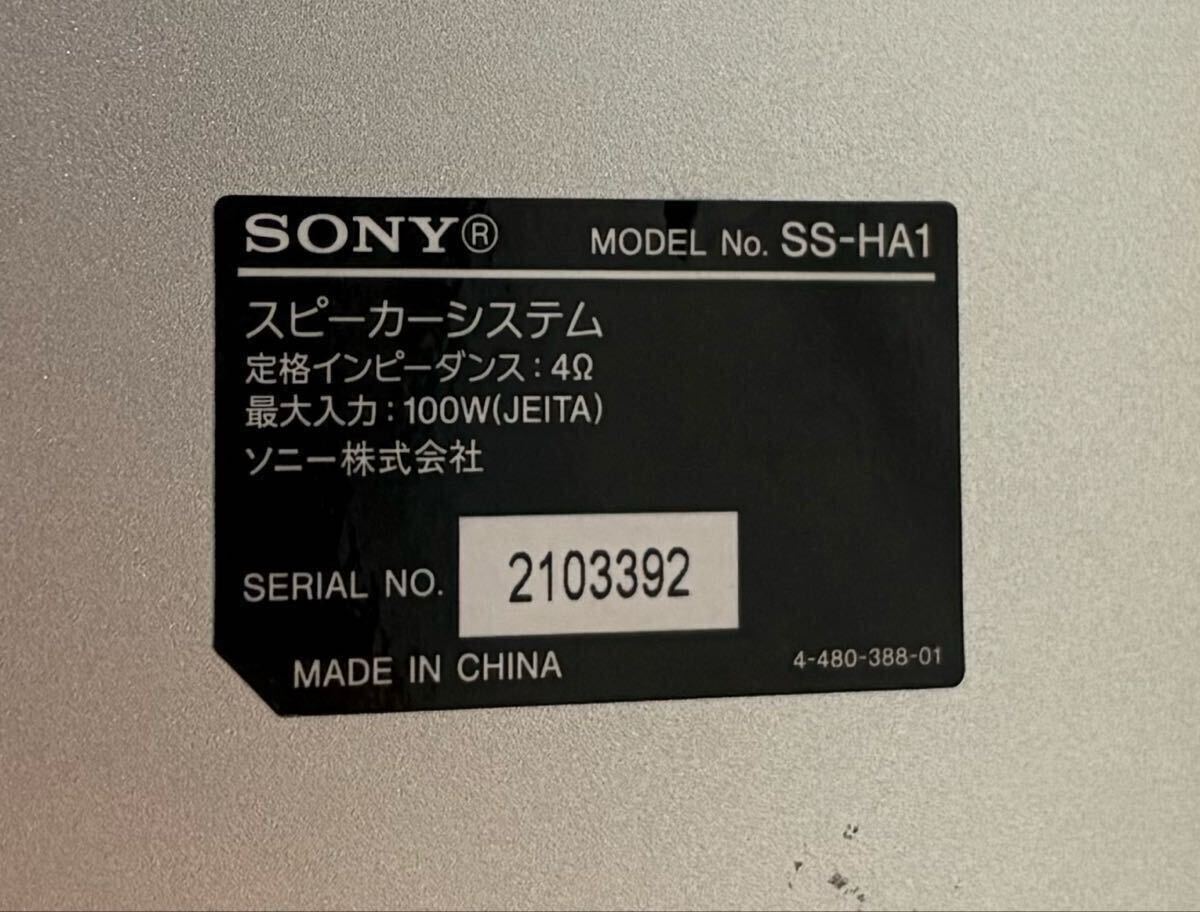 SONY® MODEL No. SS-HA1
スピーカーシステム
定格インピーダンス：4Ω
最大入力：100W(JEITA)
ソニー株式会社
SERIAL NO. 2103392
MADE IN CHINA 4-480-388-01